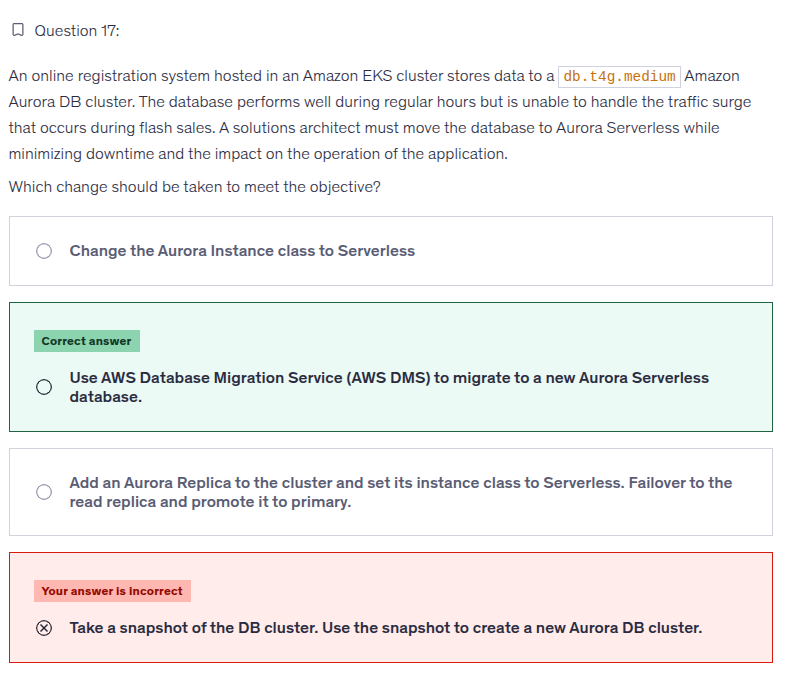 Question 17:
An online registration system hosted in an Amazon EKS cluster stores data to a db.t4g.medium Amazon
Aurora DB cluster. The database performs well during regular hours but is unable to handle the traffic surge
that occurs during flash sales. A solutions architect must move the database to Aurora Serverless while
minimizing downtime and the impact on the operation of the application.
Which change should be taken to meet the objective?
Change the Aurora Instance class to Serverless
Correct answer
Use AWS Database Migration Service (AWS DMS) to migrate to a new Aurora Serverless
database.
Add an Aurora Replica to the cluster and set its instance class to Serverless. Failover to the
read replica and promote it to primary.
Your answer is incorrect
Take a snapshot of the DB cluster. Use the snapshot to create a new Aurora DB cluster.